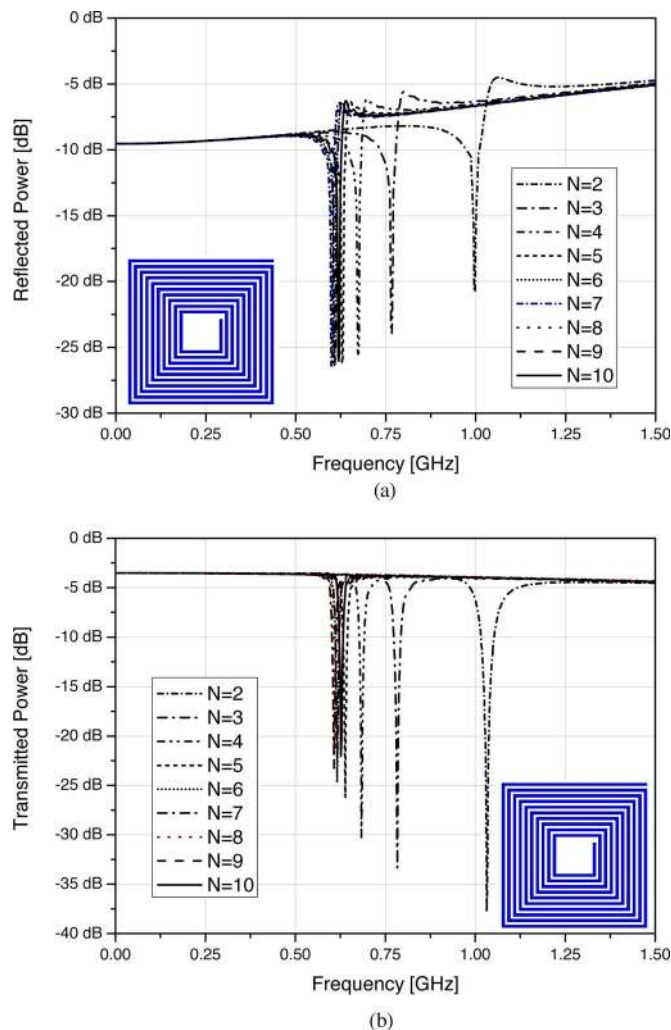 0 dB
-5 dB
-10 dB
-15 dB
-20 dB
-25 dB
-30 dB
Reflected Power [dB]
N=2
N=3
N=4
N=5
N=6
N=7
N=8
N=9
N=10
0.00 0.25 0.50 0.75 1.00 1.25 1.50
Frequency [GHz]
(a)
0 dB
-5 dB
-10 dB
-15 dB
-20 dB
-25 dB
-30 dB
-35 dB
-40 dB
Transmitted Power [dB]
N=2
N=3
N=4
N=5
N=6
N=7
N=8
N=9
N=10
0.00 0.25 0.50 0.75 1.00 1.25 1.50
Frequency [GHz]
(b)